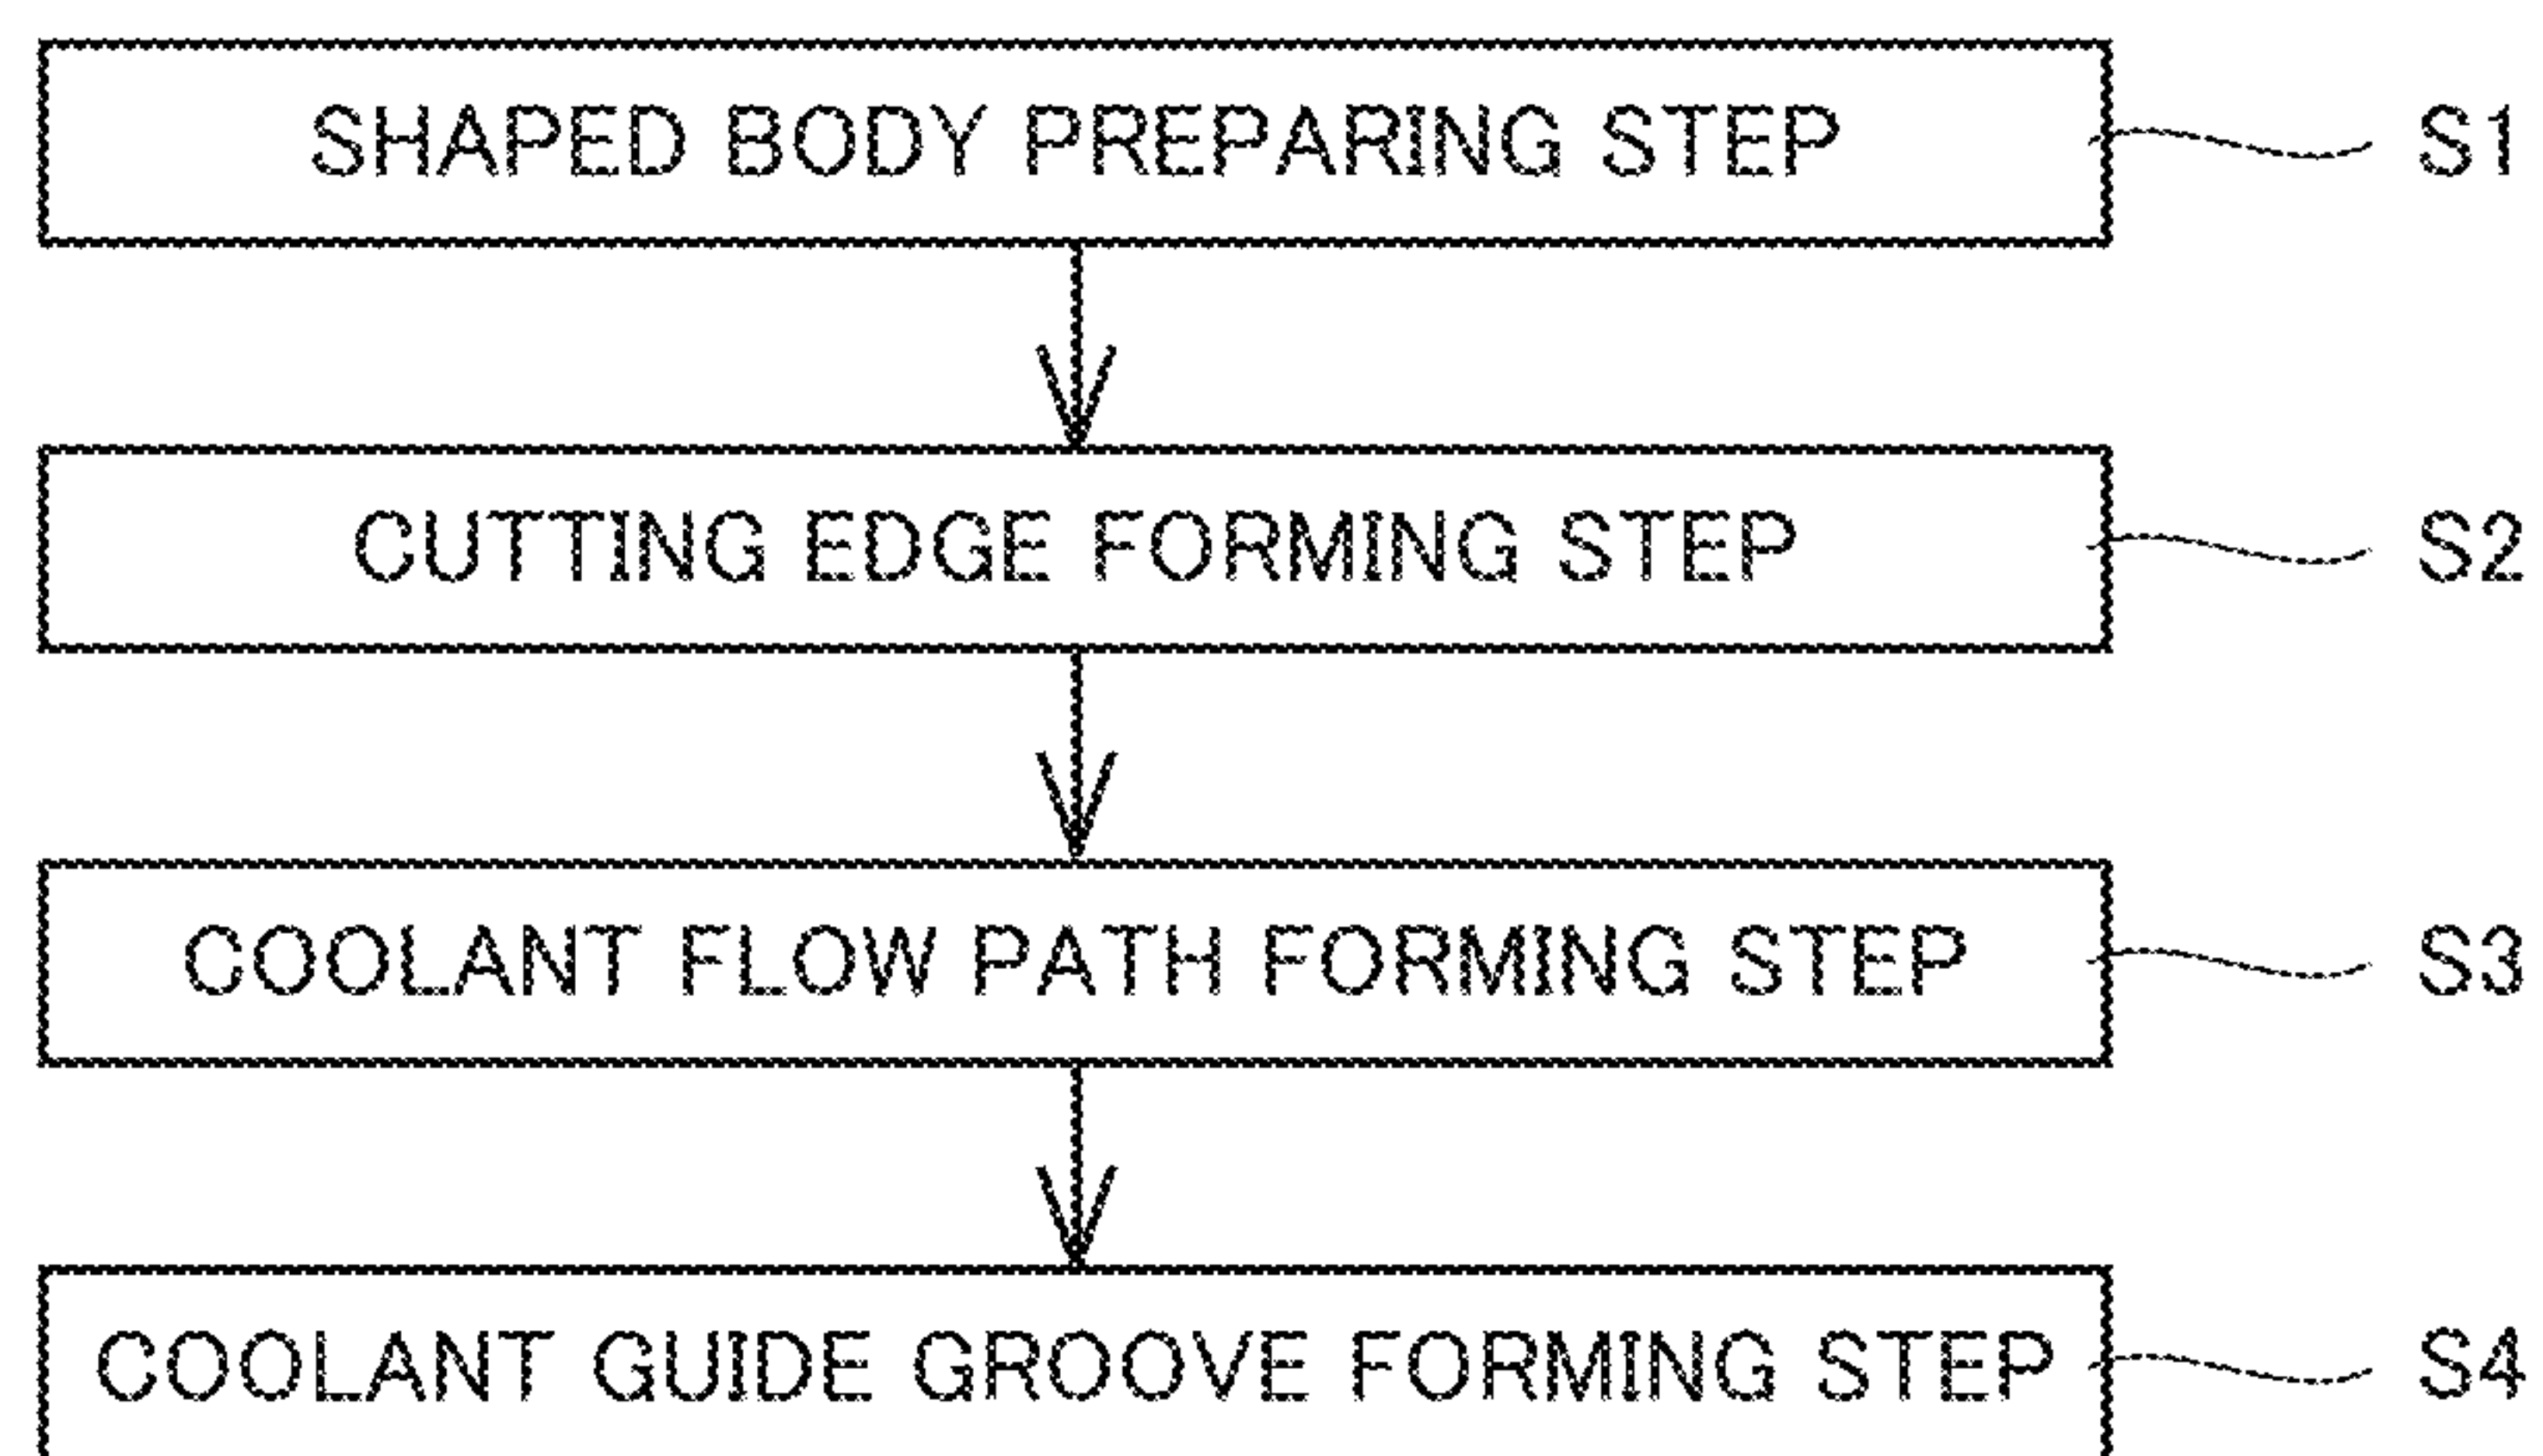 SHAPED BODY PREPARING STEP S1
CUTTING EDGE FORMING STEP S2
COOLANT FLOW PATH FORMING STEP S3
COOLANT GUIDE GROOVE FORMING STEP S4